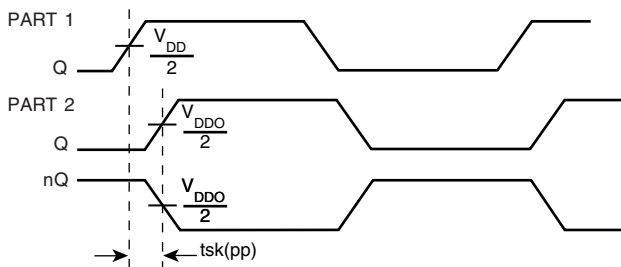 PART 1
V DD
2
Q
PART 2
V DDO
2
Q
nQ
V DDO
2
tsk(pp)